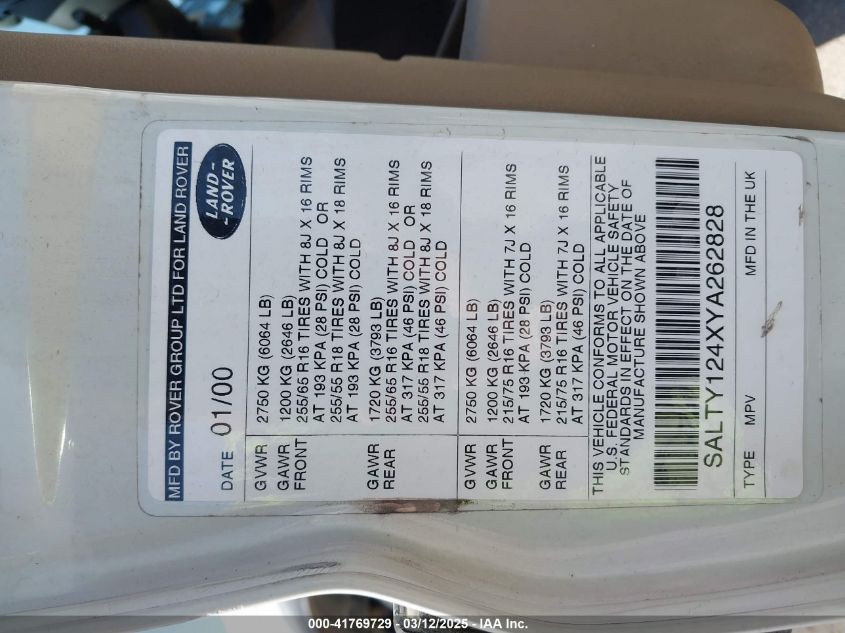 MFD BY ROVER GROUP LTD FOR LAND ROVER
DATE 01/00
LAND-
-ROVER
GVWR 2750 KG (6064 LB)
GAWR 1200 KG (2646 LB)
FRONT 255/65 R16 TIRES WITH 8J X 16 RIMS
AT 193 KPA (28 PSI) COLD OR
255/55 R18 TIRES WITH 8J X 18 RIMS
AT 193 KPA (28 PSI) COLD
GAWR 1720 KG (3793 LB)
REAR 255/65 R16 TIRES WITH 8J X 16 RIMS
AT 317 KPA (46 PSI) COLD OR
255/55 R18 TIRES WITH 8J X 18 RIMS
AT 317 KPA (46 PSI) COLD
GVWR 2750 KG (6064 LB)
GAWR 1200 KG (2646 LB)
FRONT 215/75 R16 TIRES WITH 7J X 16 RIMS
AT 193 KPA (28 PSI) COLD
GAWR 1720 KG (3793 LB)
REAR 215/75 R16 TIRES WITH 7J X 16 RIMS
AT 317 KPA (46 PSI) COLD
THIS VEHICLE CONFORMS TO ALL APPLICABLE
U.S. FEDERAL MOTOR VEHICLE SAFETY
STANDARDS IN EFFECT ON THE DATE OF
MANUFACTURE SHOWN ABOVE
SALTY124XYA262828
TYPE MPV MFD IN THE UK
000-41769729 - 03/12/2025 - IAA Inc.